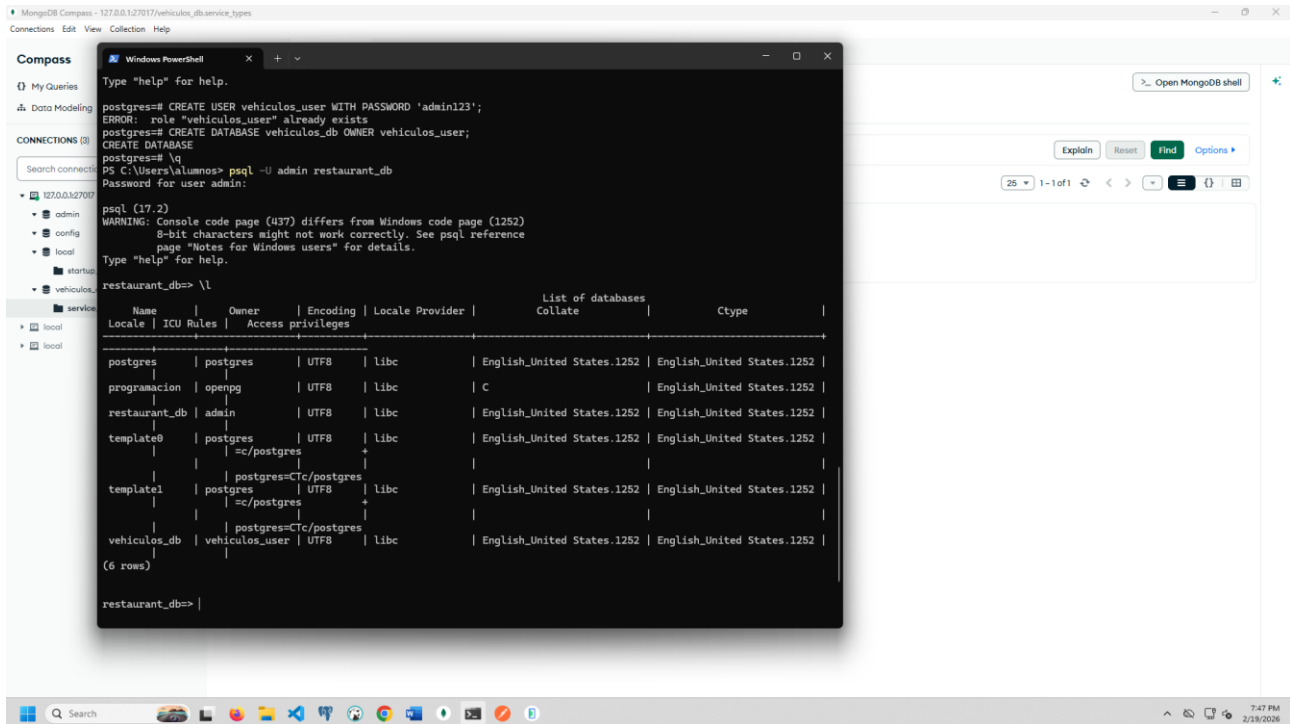 MongoDB Compass - 127.0.0.1:27017/vehiculos_db.service_types
Connections Edit View Collection Help
Compass
{} My Queries
Data Modeling
CONNECTIONS (3)
Search connectio
127.0.0.1:27017
admin
config
local
startup
vehiculos_
service
local
local
>_ Open MongoDB shell
Explain Reset Find Options
25 1-1 of 1
Windows PowerShell
Type "help" for help.
postgres=# CREATE USER vehiculos_user WITH PASSWORD 'admin123';
ERROR: role "vehiculos_user" already exists
postgres=# CREATE DATABASE vehiculos_db OWNER vehiculos_user;
CREATE DATABASE
postgres=# \q
PS C:\Users\alumnos> psql -U admin restaurant_db
Password for user admin:
psql (17.2)
WARNING: Console code page (437) differs from Windows code page (1252)
8-bit characters might not work correctly. See psql reference
page "Notes for Windows users" for details.
Type "help" for help.
restaurant_db=> \l
List of databases
Name | Owner | Encoding | Locale Provider | Collate | Ctype |
Locale | ICU Rules | Access privileges
postgres | postgres | UTF8 | libc | English_United States.1252 | English_United States.1252 |
| |
programacion | openpg | UTF8 | libc | C | English_United States.1252 |
| |
restaurant_db | admin | UTF8 | libc | English_United States.1252 | English_United States.1252 |
| |
template0 | postgres | UTF8 | libc | English_United States.1252 | English_United States.1252 |
| | =c/postgres +
| | | | | |
| | postgres=CTc/postgres
template1 | postgres | UTF8 | libc | English_United States.1252 | English_United States.1252 |
| | =c/postgres +
| | | | | |
| | postgres=CTc/postgres
vehiculos_db | vehiculos_user | UTF8 | libc | English_United States.1252 | English_United States.1252 |
| |
(6 rows)
restaurant_db=>
Search
7:47 PM
2/19/2026